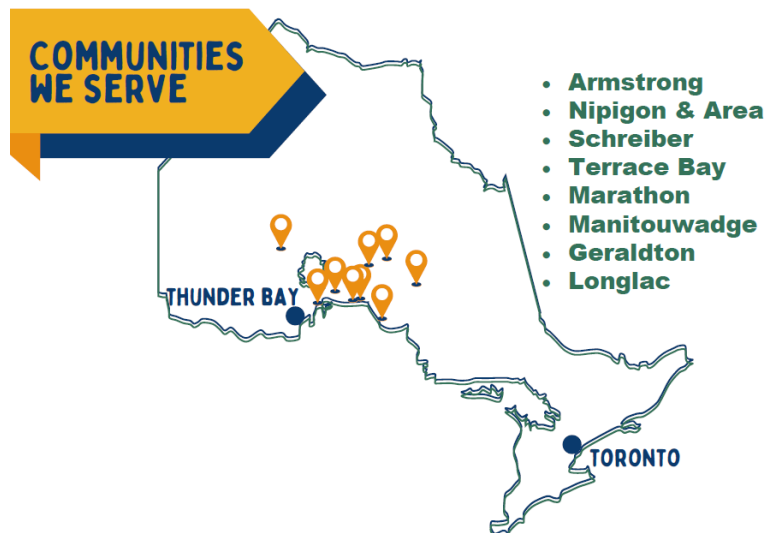 COMMUNITIES
WE SERVE
• Armstrong
• Nipigon & Area
• Schreiber
• Terrace Bay
• Marathon
• Manitouwadge
• Geraldton
• Longlac
THUNDER BAY
TORONTO